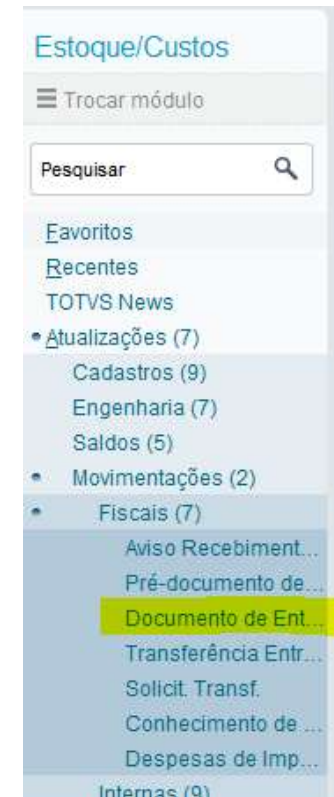 Estoque/Custos
Trocar módulo
Pesquisar
Favoritos
Recentes
TOTVS News
Atualizações (7)
Cadastros (9)
Engenharia (7)
Saldos (5)
Movimentações (2)
Fiscais (7)
Aviso Recebiment...
Pré-documento de...
Documento de Ent...
Transferência Entr...
Solicit. Transf.
Conhecimento de ...
Despesas de Imp...
Internas (9)